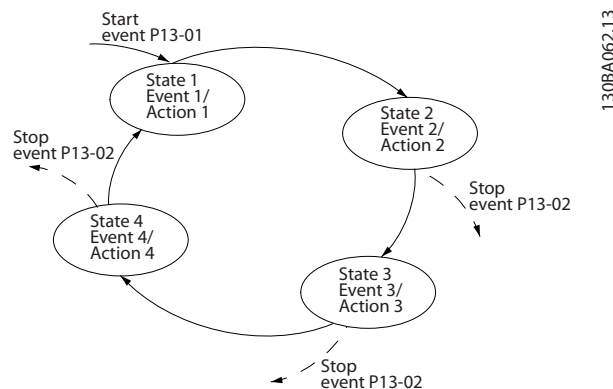 Start
event P13-01
State 1
Event 1/
Action 1
State 2
Event 2/
Action 2
Stop
event P13-02
State 3
Event 3/
Action 3
Stop
event P13-02
State 4
Event 4/
Action 4
Stop
event P13-02
130BA062.13